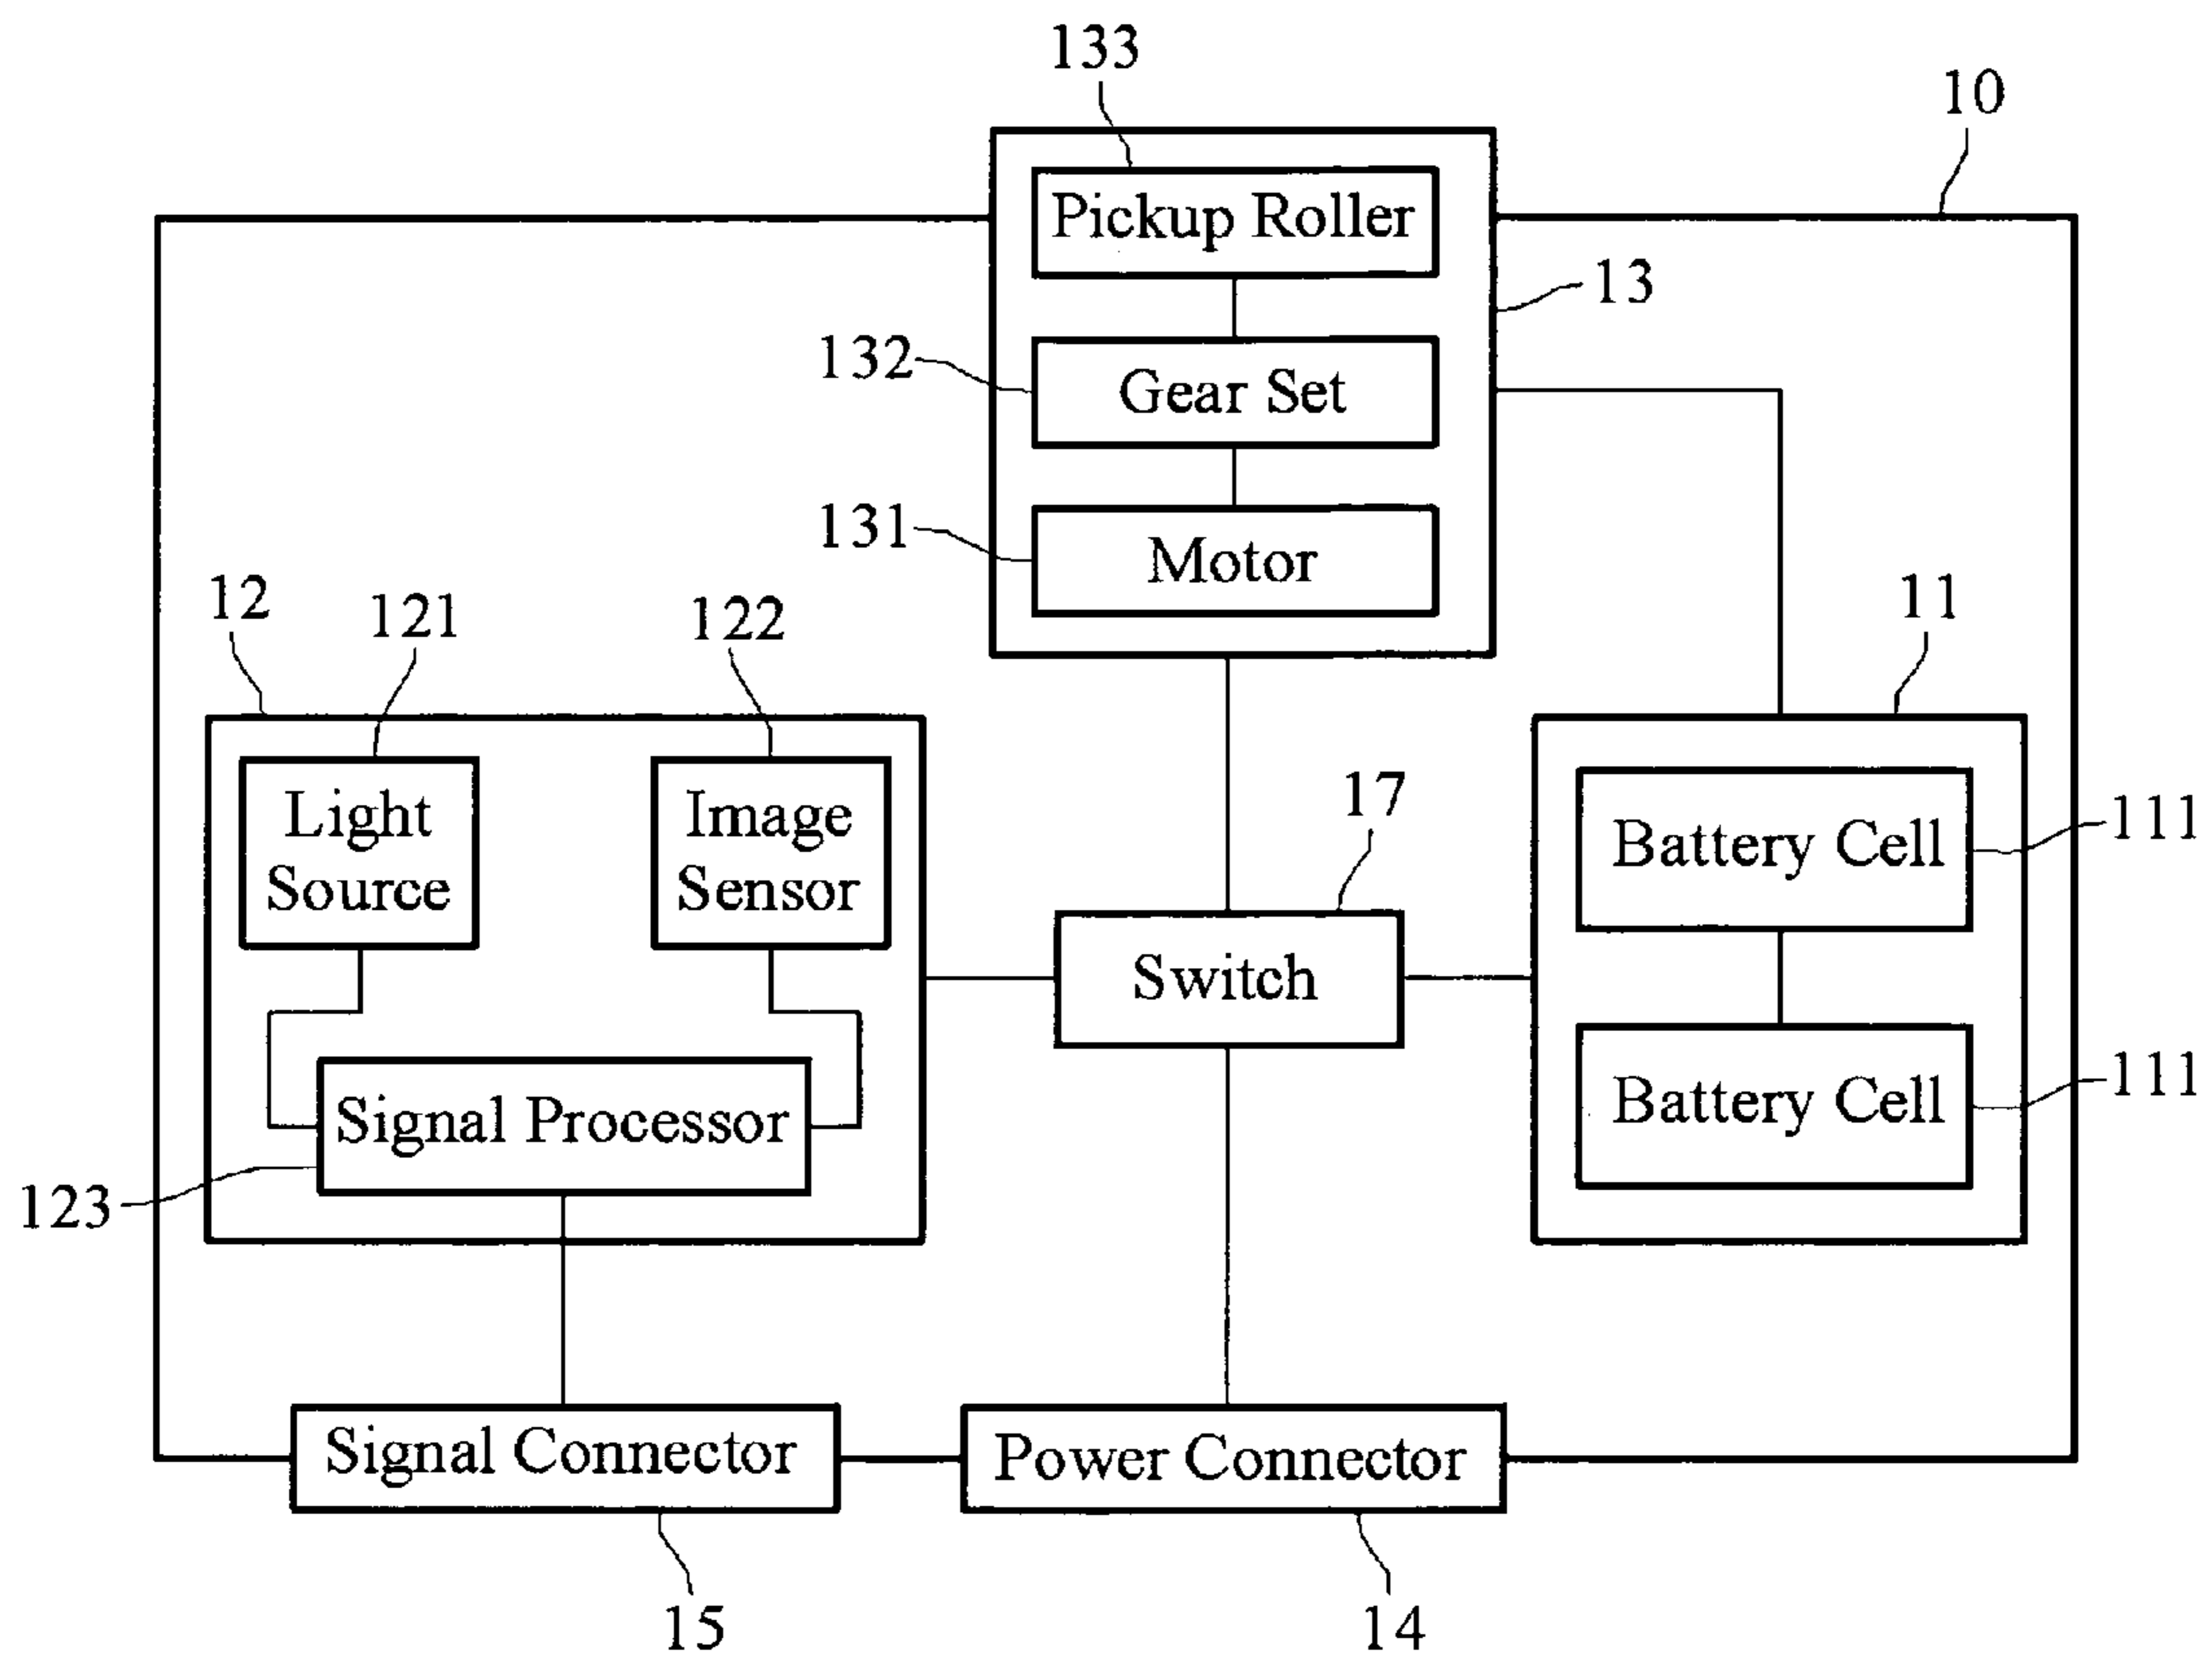 133
10
Pickup Roller
13
132
Gear Set
131
Motor
12
121
122
11
Light
Source
Image
Sensor
17
Battery Cell
111
Switch
Signal Processor
123
Battery Cell
111
Signal Connector
Power Connector
15
14